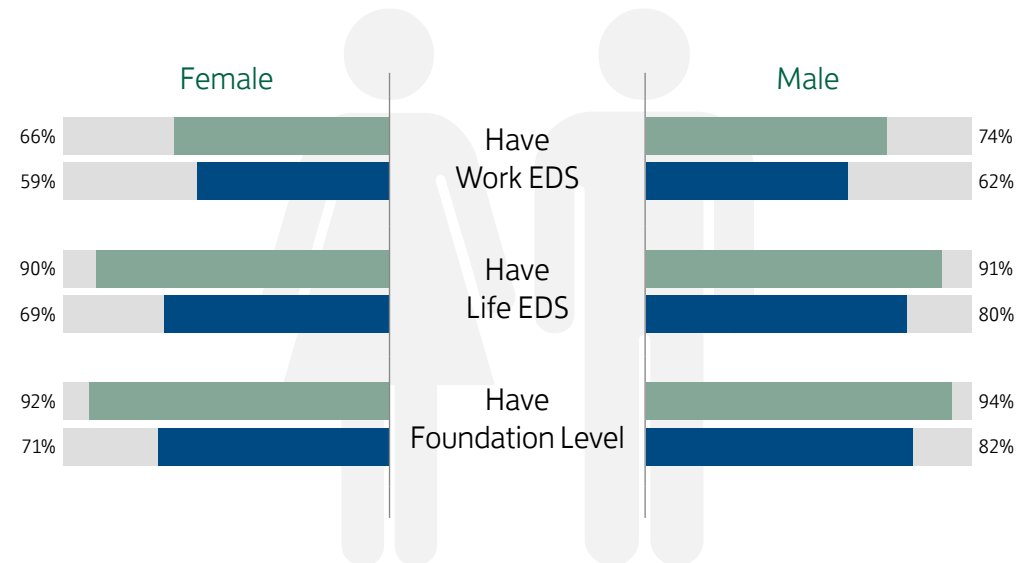 Female
Male
66%
Have
74%
59%
Work EDS
62%
90%
Have
91%
69%
Life EDS
80%
92%
Have
94%
71%
Foundation Level
82%